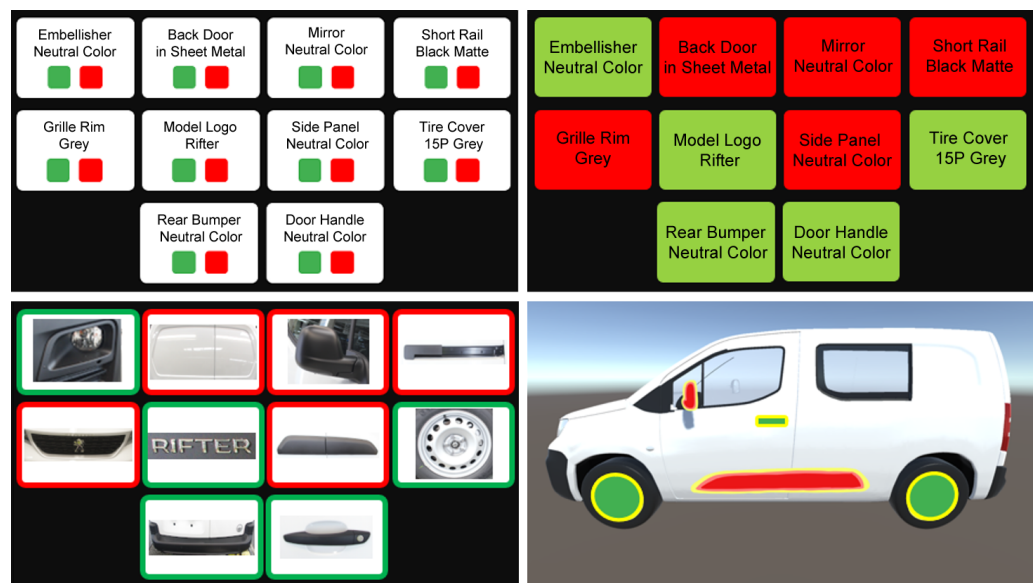 Embellisher
Neutral Color
Back Door
in Sheet Metal
Mirror
Neutral Color
Short Rail
Black Matte
Grille Rim
Grey
Model Logo
Rifter
Side Panel
Neutral Color
Tire Cover
15P Grey
Rear Bumper
Neutral Color
Door Handle
Neutral Color
Embellisher
Neutral Color
Back Door
in Sheet Metal
Mirror
Neutral Color
Short Rail
Black Matte
Grille Rim
Grey
Model Logo
Rifter
Side Panel
Neutral Color
Tire Cover
15P Grey
Rear Bumper
Neutral Color
Door Handle
Neutral Color
RIFTER